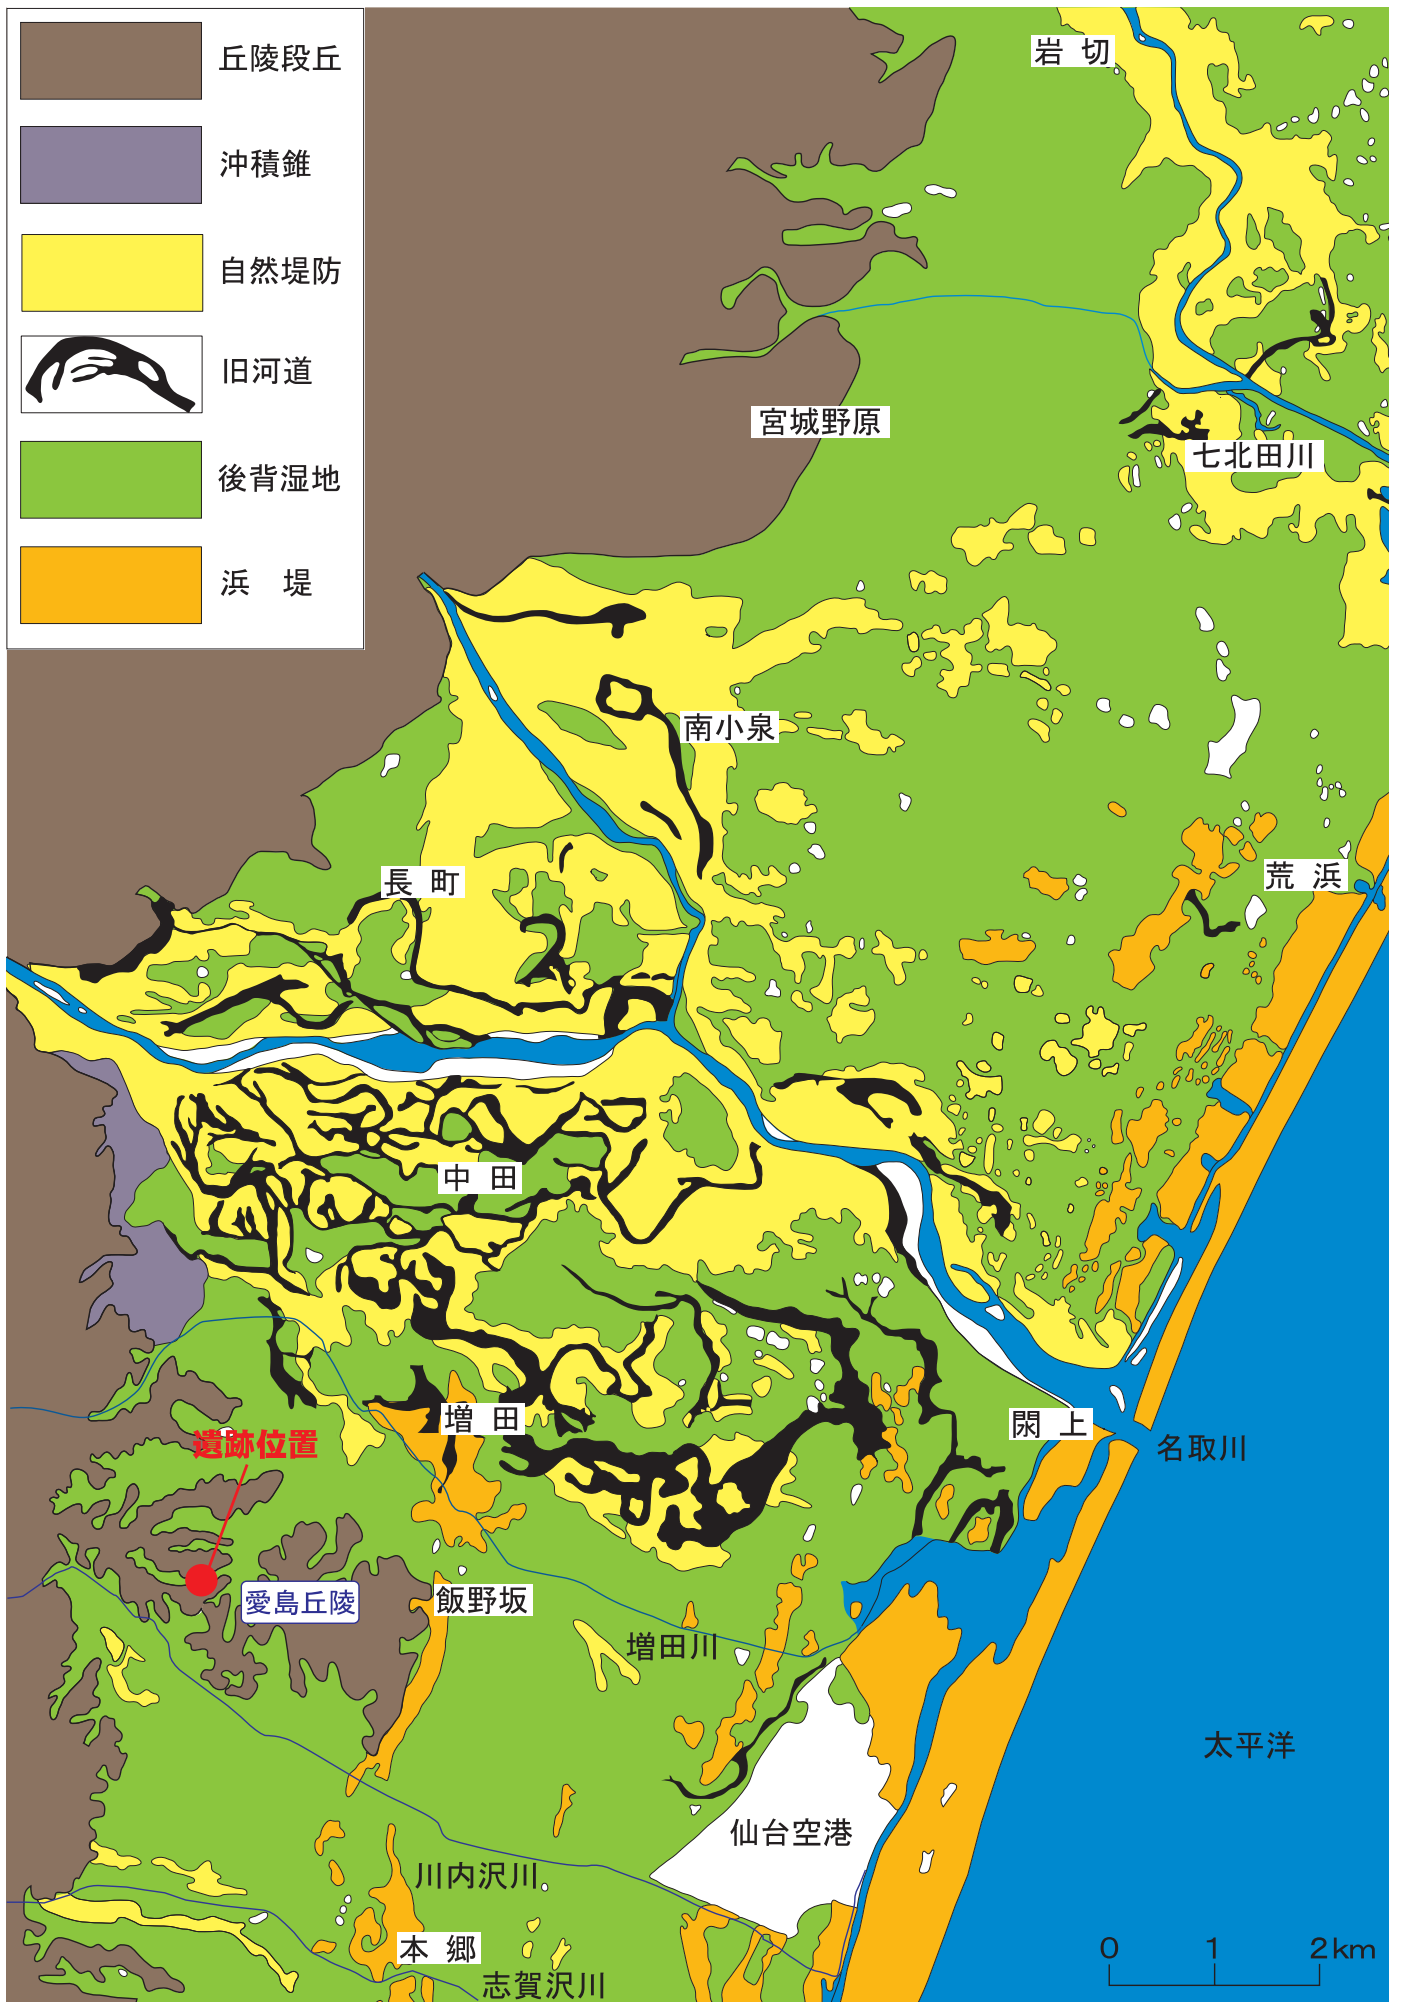 丘陵段丘
沖積錐
自然堤防
旧河道
後背湿地
浜 堤
岩 切
宮城野原
七北田川
南小泉
長 町
荒 浜
中 田
増 田
閖 上
名取川
遺跡位置
愛島丘陵
飯野坂
増田川
太平洋
仙台空港
川内沢川
本 郷
志賀沢川
0 1 2km